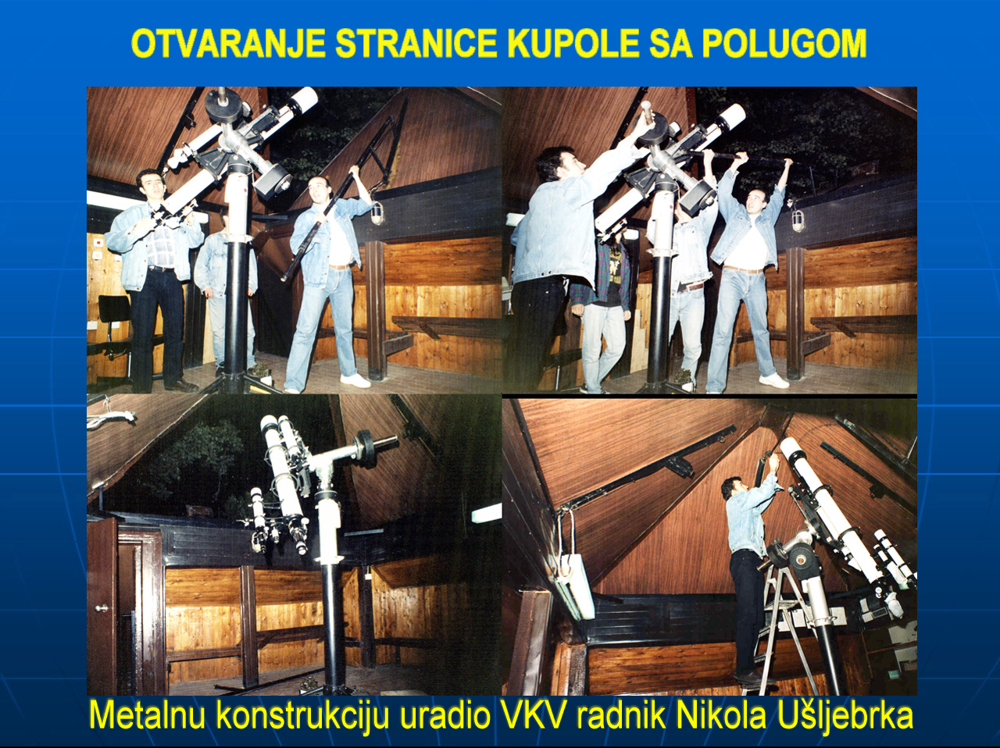 OTVARANJE STRANICE KUPOLE SA POLUGOM
Metalnu konstrukciju uradio VKV radnik Nikola Ušljebrka